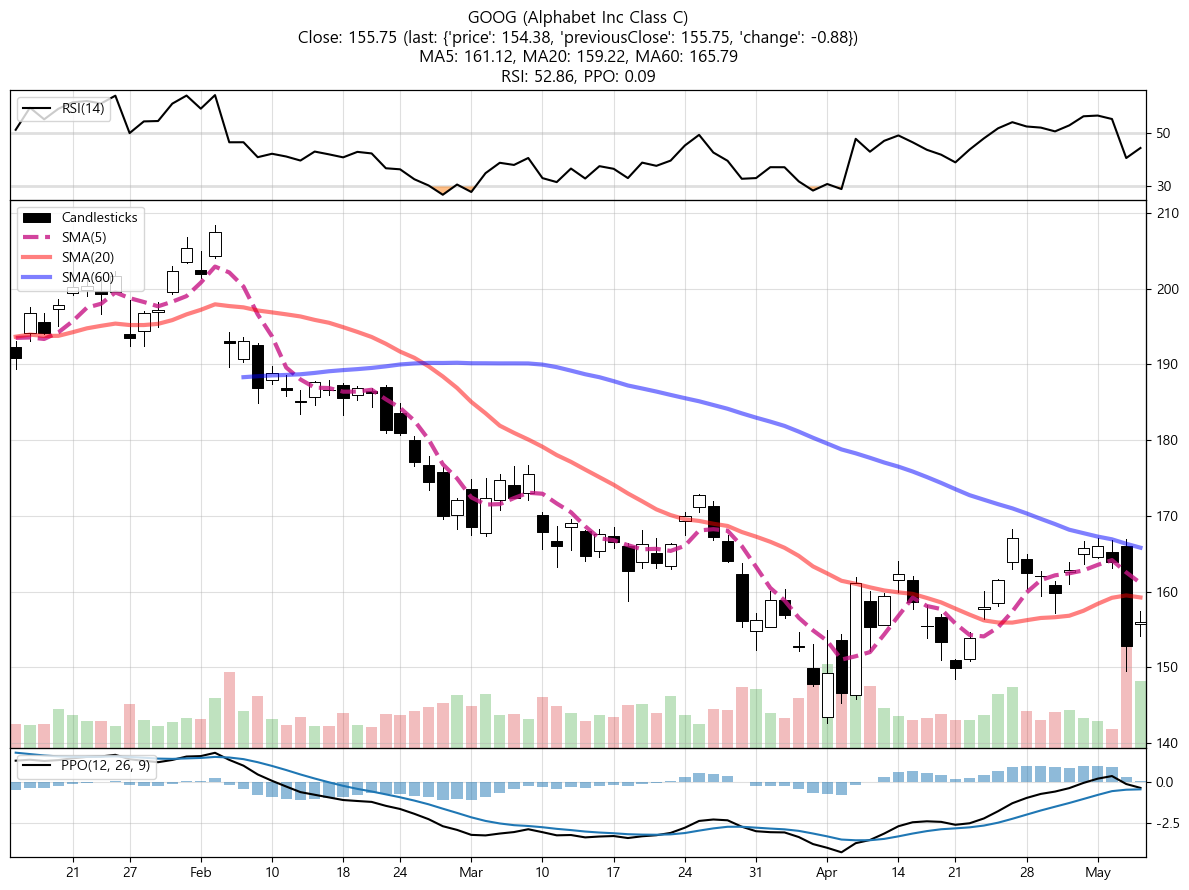 GOOG (Alphabet Inc Class C)
Close: 155.75 (last: {'price': 154.38, 'previousClose': 155.75, 'change': -0.88})
MA5: 161.12, MA20: 159.22, MA60: 165.79
RSI: 52.86, PPO: 0.09
RSI(14)
50
30
Candlesticks
SMA(5)
SMA(20)
SMA(60)
210
200
190
180
170
160
150
140
PPO(12, 26, 9)
0.0
-2.5
21 27 Feb 10 18 24 Mar 10 17 24 31 Apr 14 21 28 May